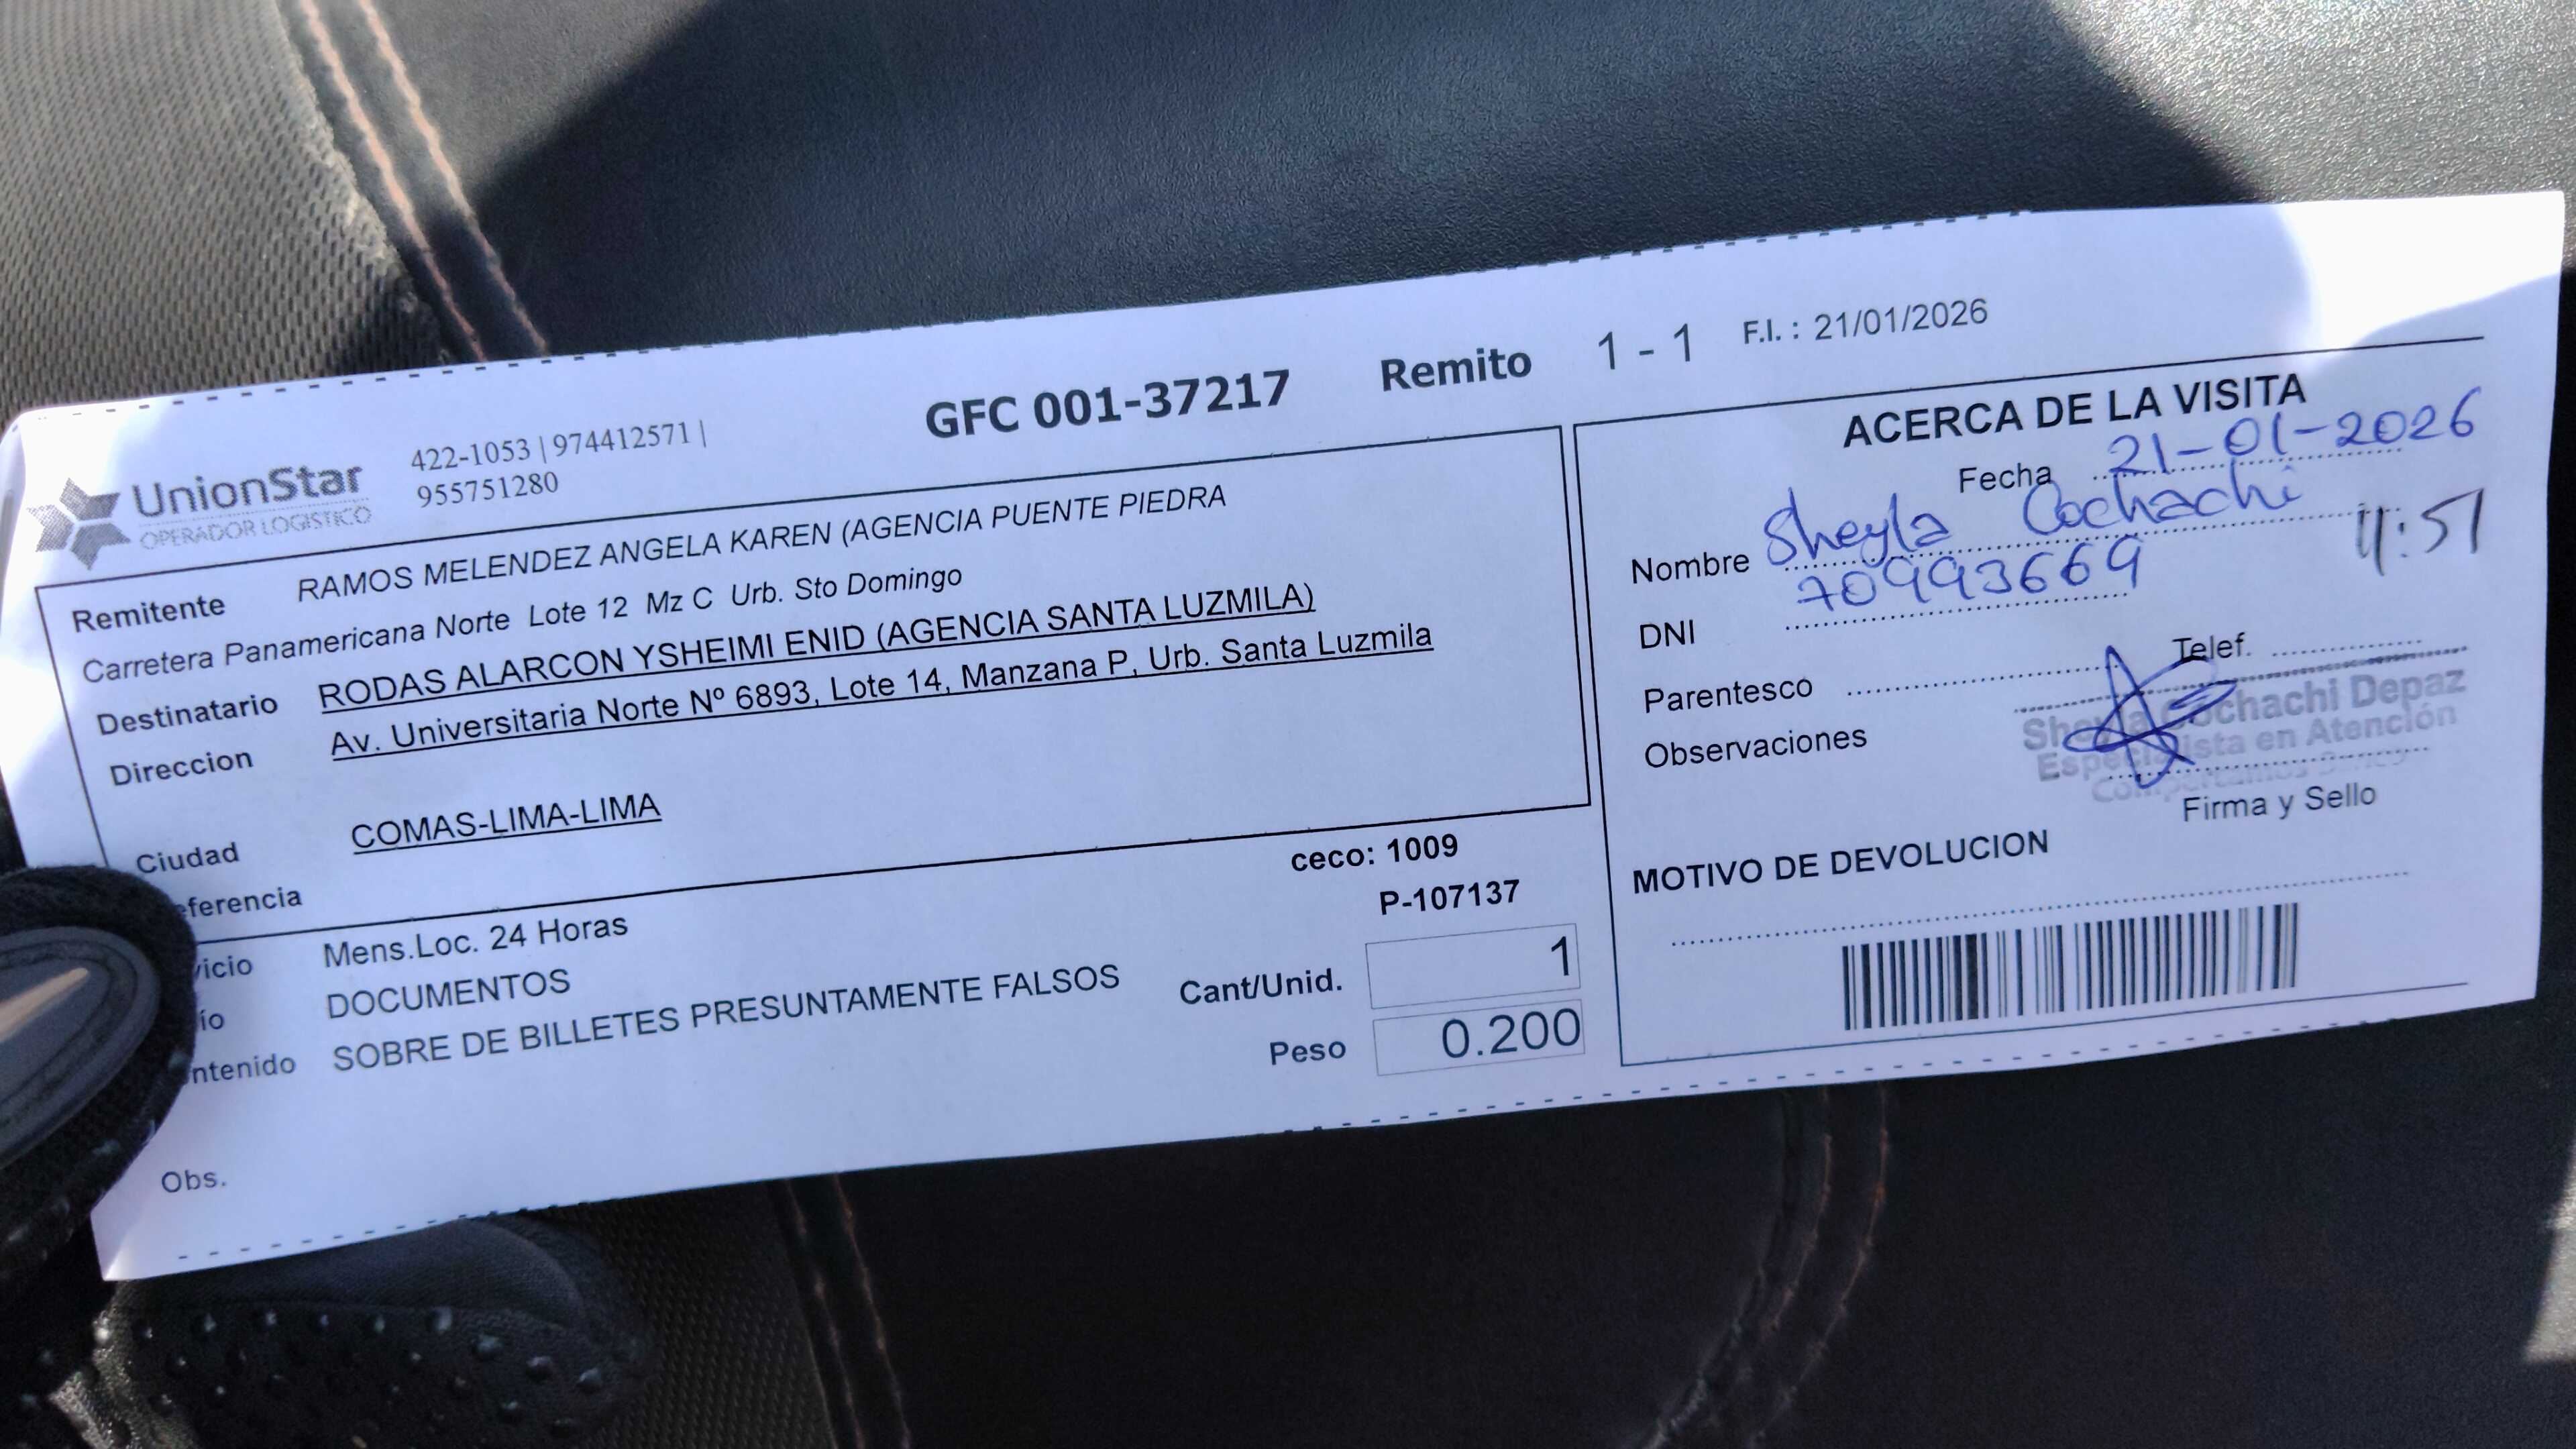 GFC 001-37217 Remito 1 - 1 F.I. : 21/01/2026
UnionStar
OPERADOR LOGISTICO
422-1053 | 974412571 |
955751280
Remitente RAMOS MELENDEZ ANGELA KAREN (AGENCIA PUENTE PIEDRA
Carretera Panamericana Norte Lote 12 Mz C Urb. Sto Domingo
Destinatario RODAS ALARCON YSHEIMI ENID (AGENCIA SANTA LUZMILA)
Direccion Av. Universitaria Norte Nº 6893, Lote 14, Manzana P, Urb. Santa Luzmila
Ciudad COMAS-LIMA-LIMA
eferencia
ceco: 1009
P-107137
vicio Mens.Loc. 24 Horas
ío DOCUMENTOS
ntenido SOBRE DE BILLETES PRESUNTAMENTE FALSOS
Cant/Unid. 1
Peso 0.200
Obs.
ACERCA DE LA VISITA
Fecha 21-01-2026
Nombre Sheyla Cochachi
11:51
DNI 70993669
Telef.
Parentesco
Observaciones
Sheyla Cochachi Depaz
Especialista en Atención
Firma y Sello
MOTIVO DE DEVOLUCION